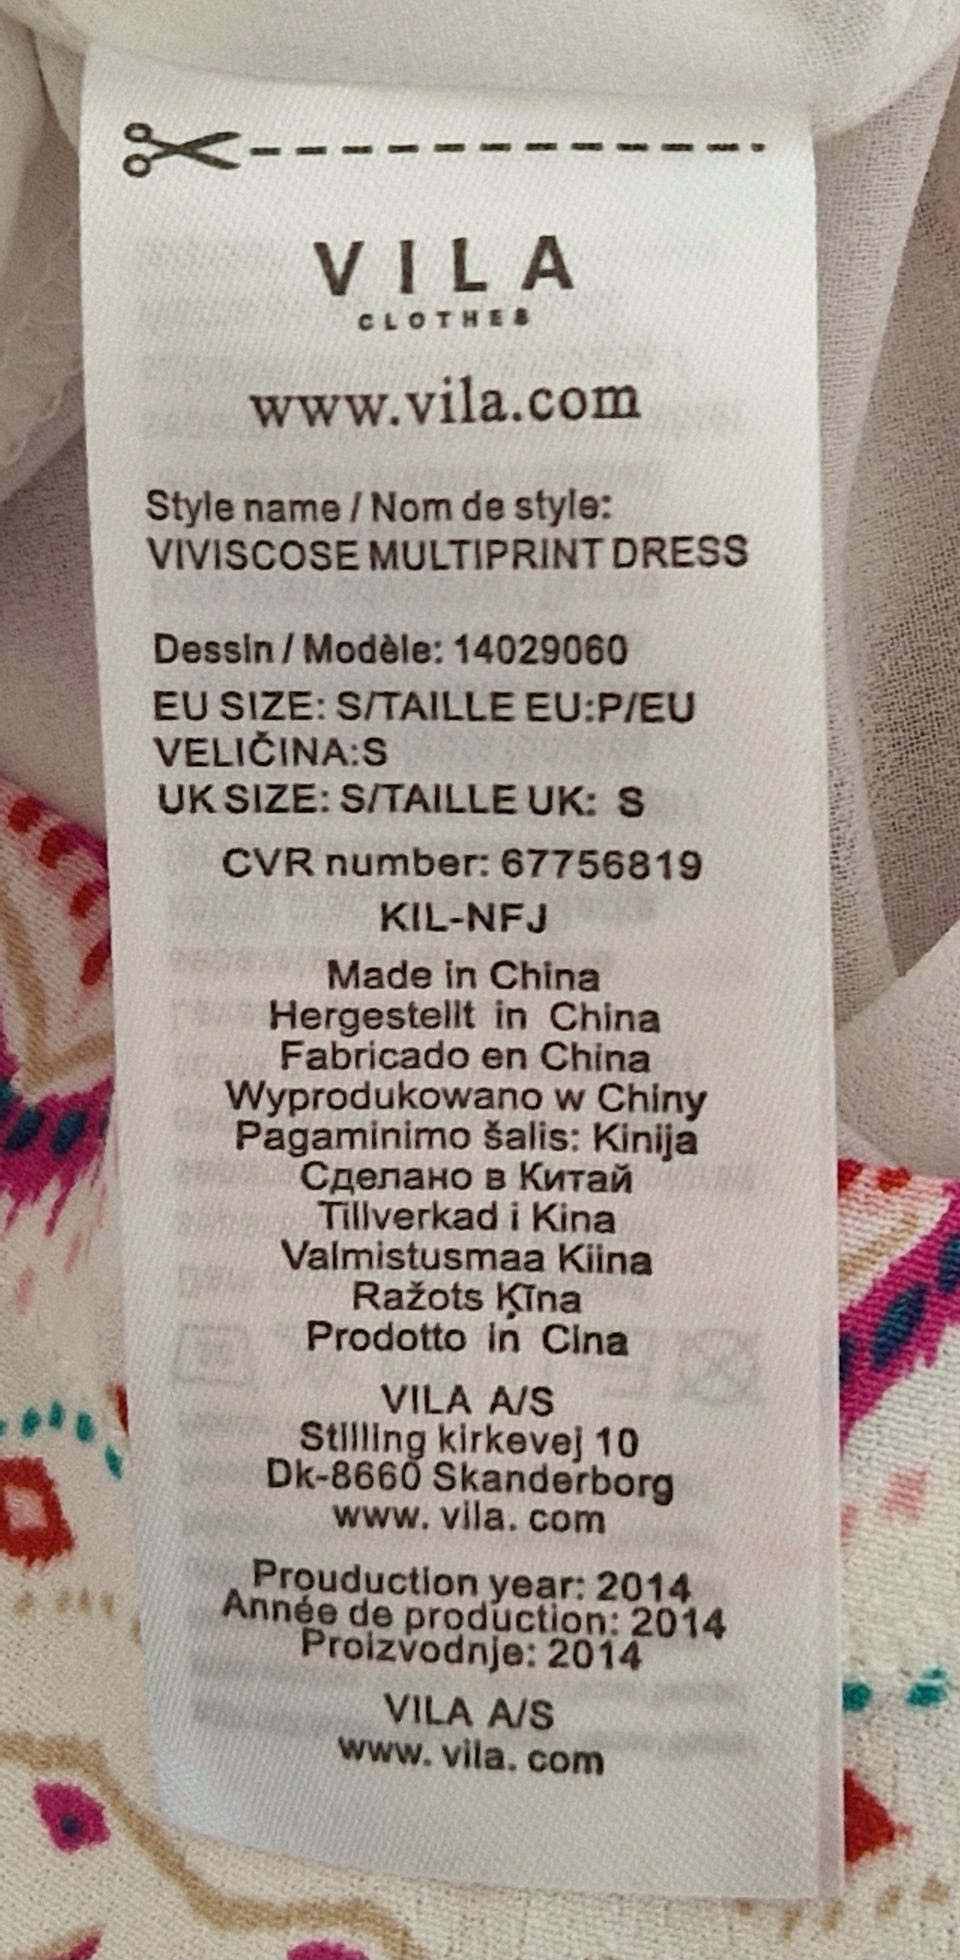 VILA
CLOTHES
www.vila.com
Style name / Nom de style:
VIVISCOSE MULTIPRINT DRESS
Dessin / Modèle: 14029060
EU SIZE: S/TAILLE EU:P/EU
VELIČINA:S
UK SIZE: S/TAILLE UK: S
CVR number: 67756819
KIL-NFJ
Made in China
Hergestellt in China
Fabricado en China
Wyprodukowano w Chiny
Pagaminimo šalis: Kinija
Сделано в Китай
Tillverkad i Kina
Valmistusmaa Kiina
Ražots Ķīna
Prodotto in Cina
VILA A/S
Stilling kirkevej 10
Dk-8660 Skanderborg
www. vila. com
Prouduction year: 2014
Année de production: 2014
Proizvodnje: 2014
VILA A/S
www. vila. com